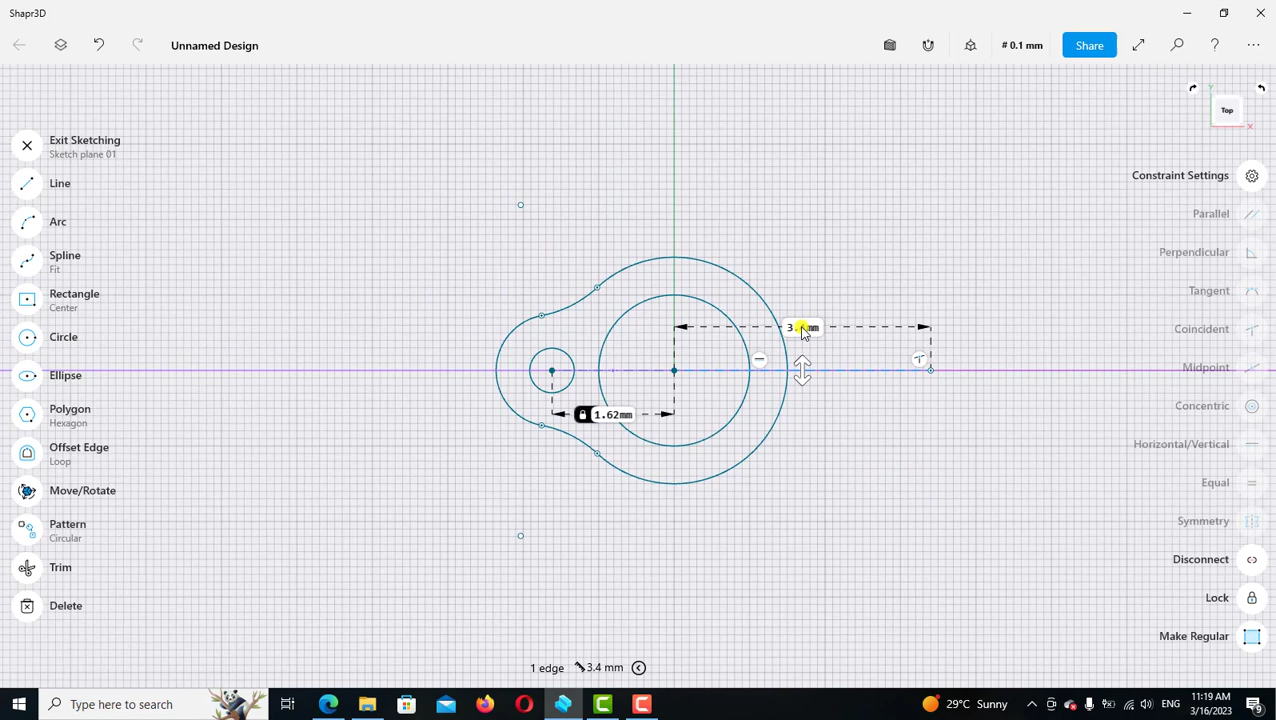 Shapr3D
Unnamed Design
# 0.1 mm
Share
Top
Y
X
Exit Sketching
Sketch plane 01
Line
Arc
Spline
Fit
Rectangle
Center
Circle
Ellipse
Polygon
Hexagon
Offset Edge
Loop
Move/Rotate
Pattern
Circular
Trim
Delete
1.62mm
Constraint Settings
Parallel
Perpendicular
Tangent
Coincident
Midpoint
Concentric
Horizontal/Vertical
Equal
Symmetry
Disconnect
Lock
Make Regular
1 edge 3.4 mm
Type here to search
29°C Sunny
ENG
11:19 AM
3/16/2023